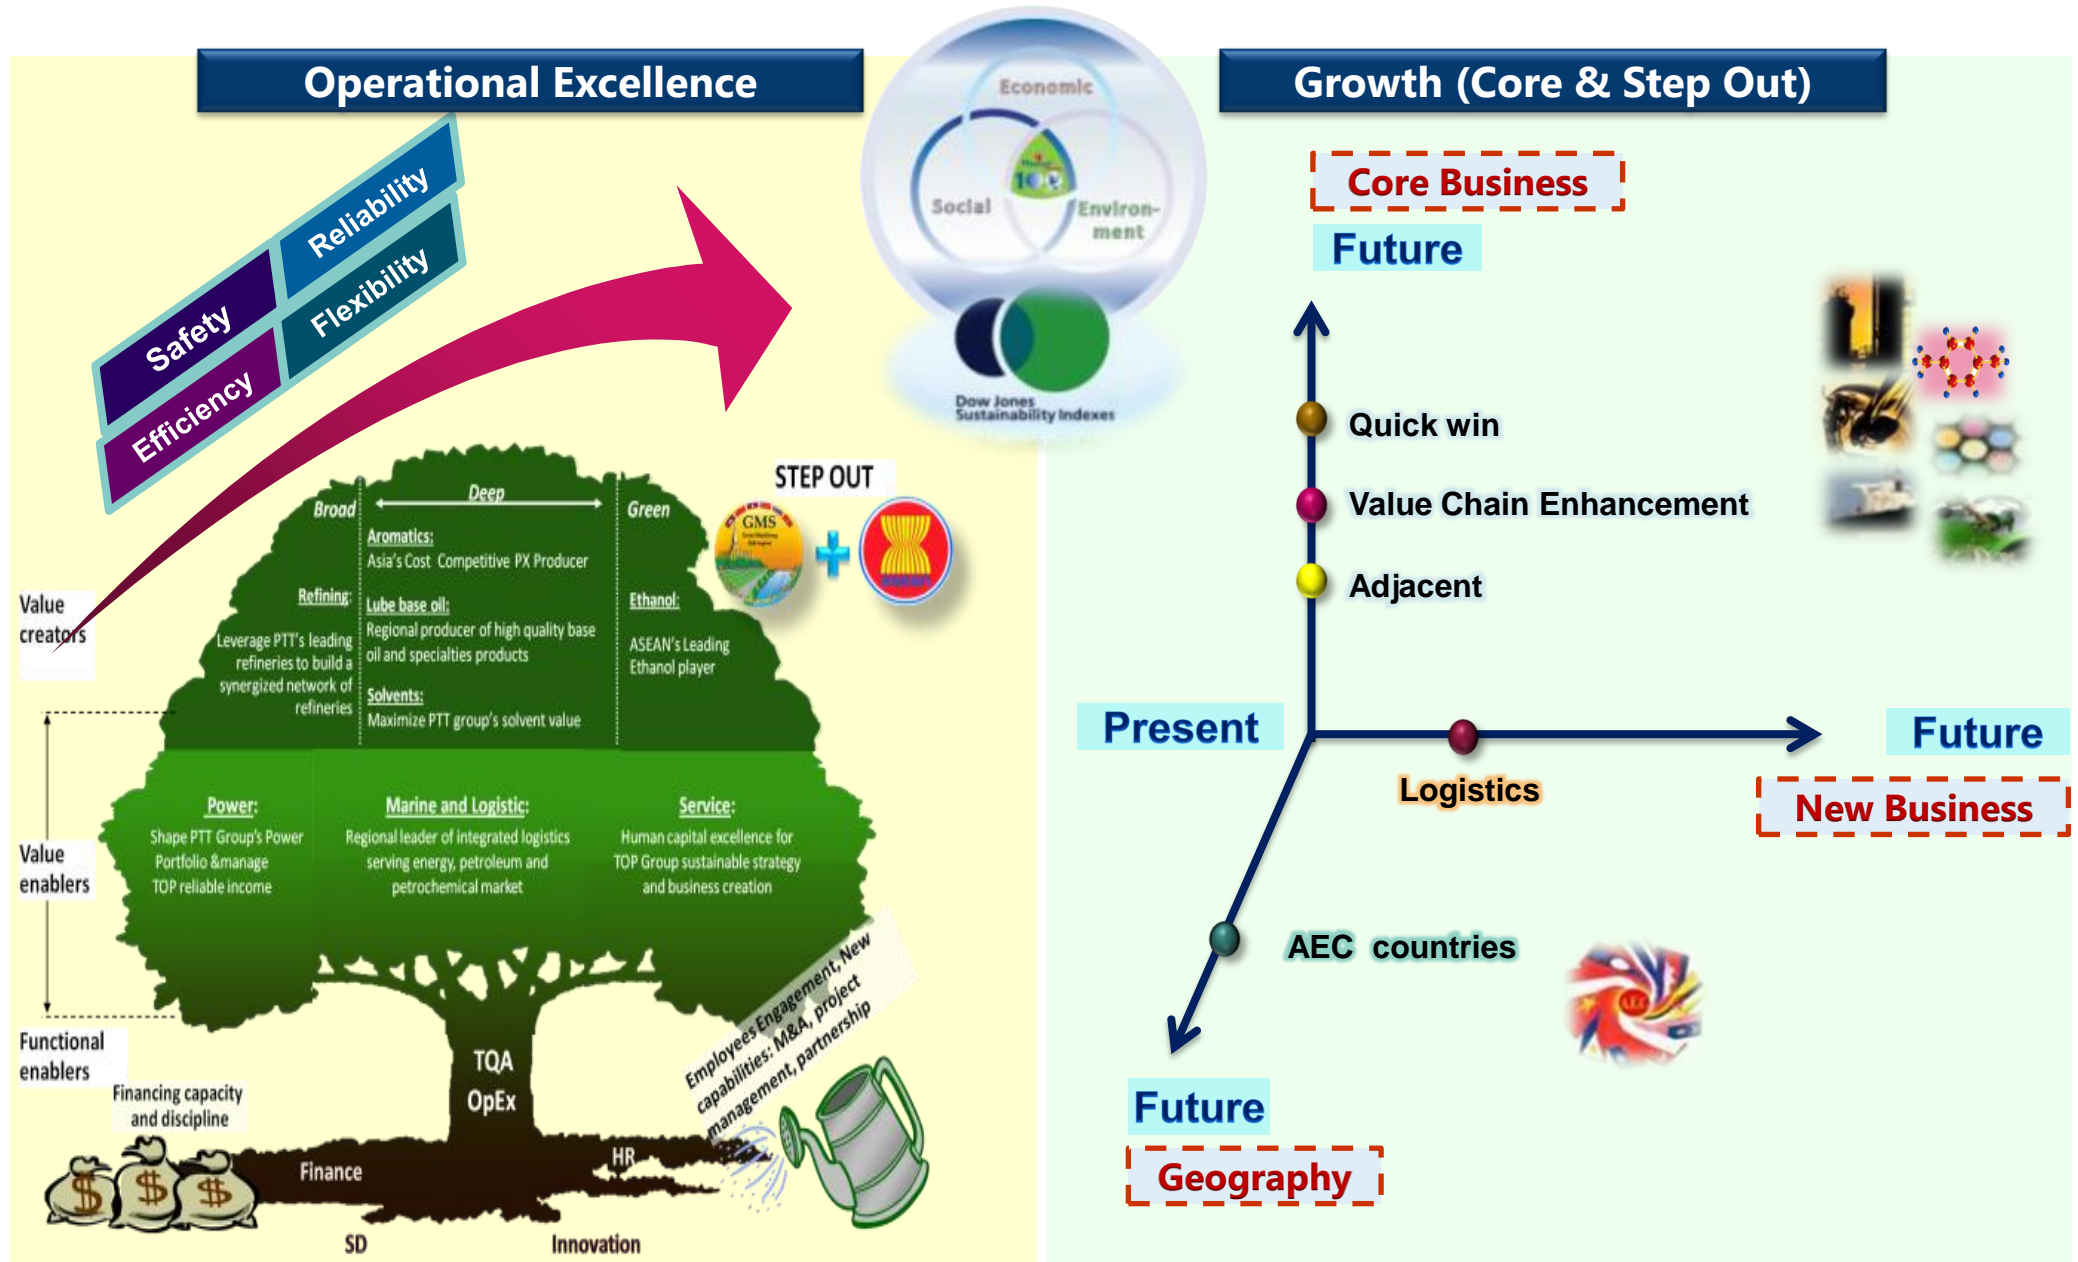 Operational Excellence
Growth (Core & Step Out)
Economic
Social
Environ-
ment
100
Dow Jones
Sustainability Indexes
Safety
Reliability
Efficiency
Flexibility
STEP OUT
GMS
asean
Broad
Deep
Green
Value
creators
Refining:
Leverage PTT's leading
refineries to build a
synergized network of
refineries
Aromatics:
Asia's Cost Competitive PX Producer
Lube base oil:
Regional producer of high quality base
oil and specialties products
Solvents:
Maximize PTT group's solvent value
Ethanol:
ASEAN's Leading
Ethanol player
Value
enablers
Power:
Shape PTT Group's Power
Portfolio &manage
TOP reliable income
Marine and Logistic:
Regional leader of integrated logistics
serving energy, petroleum and
petrochemical market
Service:
Human capital excellence for
TOP Group sustainable strategy
and business creation
Functional
enablers
Financing capacity
and discipline
TQA
OpEx
Employees Engagement, New
capabilities: M&A, project
management, partnership
$ $ $
Finance
HR
SD
Innovation
Core Business
Future
Quick win
Value Chain Enhancement
Adjacent
Present
Future
Logistics
New Business
AEC countries
AEC
Future
Geography